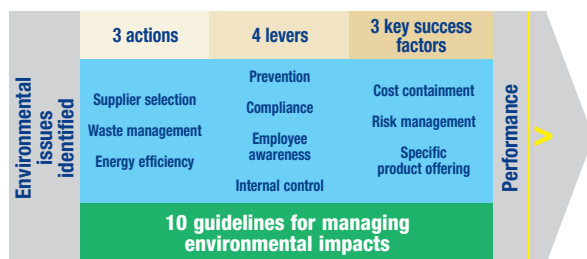 Environmental
issues
identified
3 actions
Supplier selection
Waste management
Energy efficiency
4 levers
Prevention
Compliance
Employee
awareness
Internal control
3 key success
factors
Cost containment
Risk management
Specific
product offering
10 guidelines for managing
environmental impacts
Performance
>